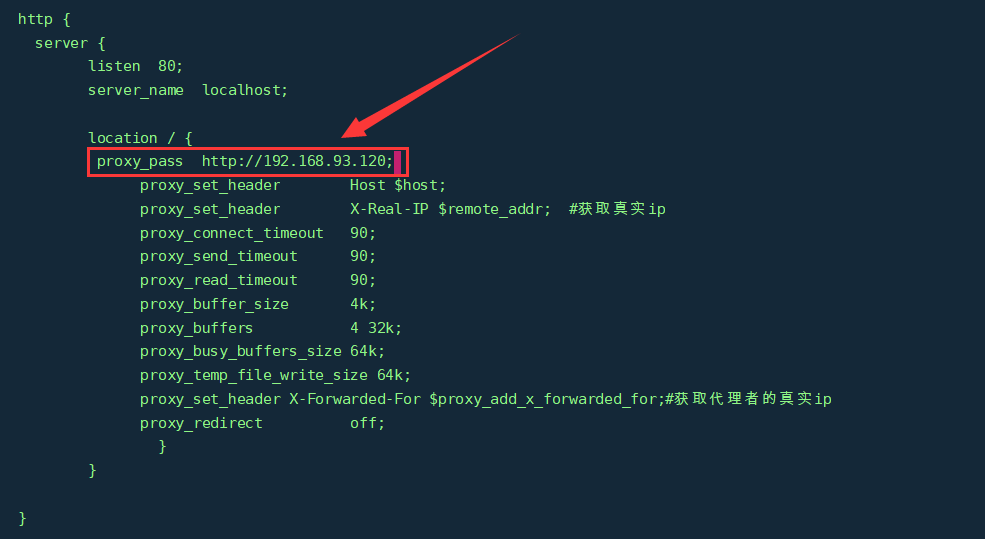 http {
server {
listen 80;
server_name localhost;
location / {
proxy_pass http://192.168.93.120;
proxy_set_header Host $host;
proxy_set_header X-Real-IP $remote_addr; #获取真实ip
proxy_connect_timeout 90;
proxy_send_timeout 90;
proxy_read_timeout 90;
proxy_buffer_size 4k;
proxy_buffers 4 32k;
proxy_busy_buffers_size 64k;
proxy_temp_file_write_size 64k;
proxy_set_header X-Forwarded-For $proxy_add_x_forwarded_for;#获取代理者的真实ip
proxy_redirect off;
}
}
}